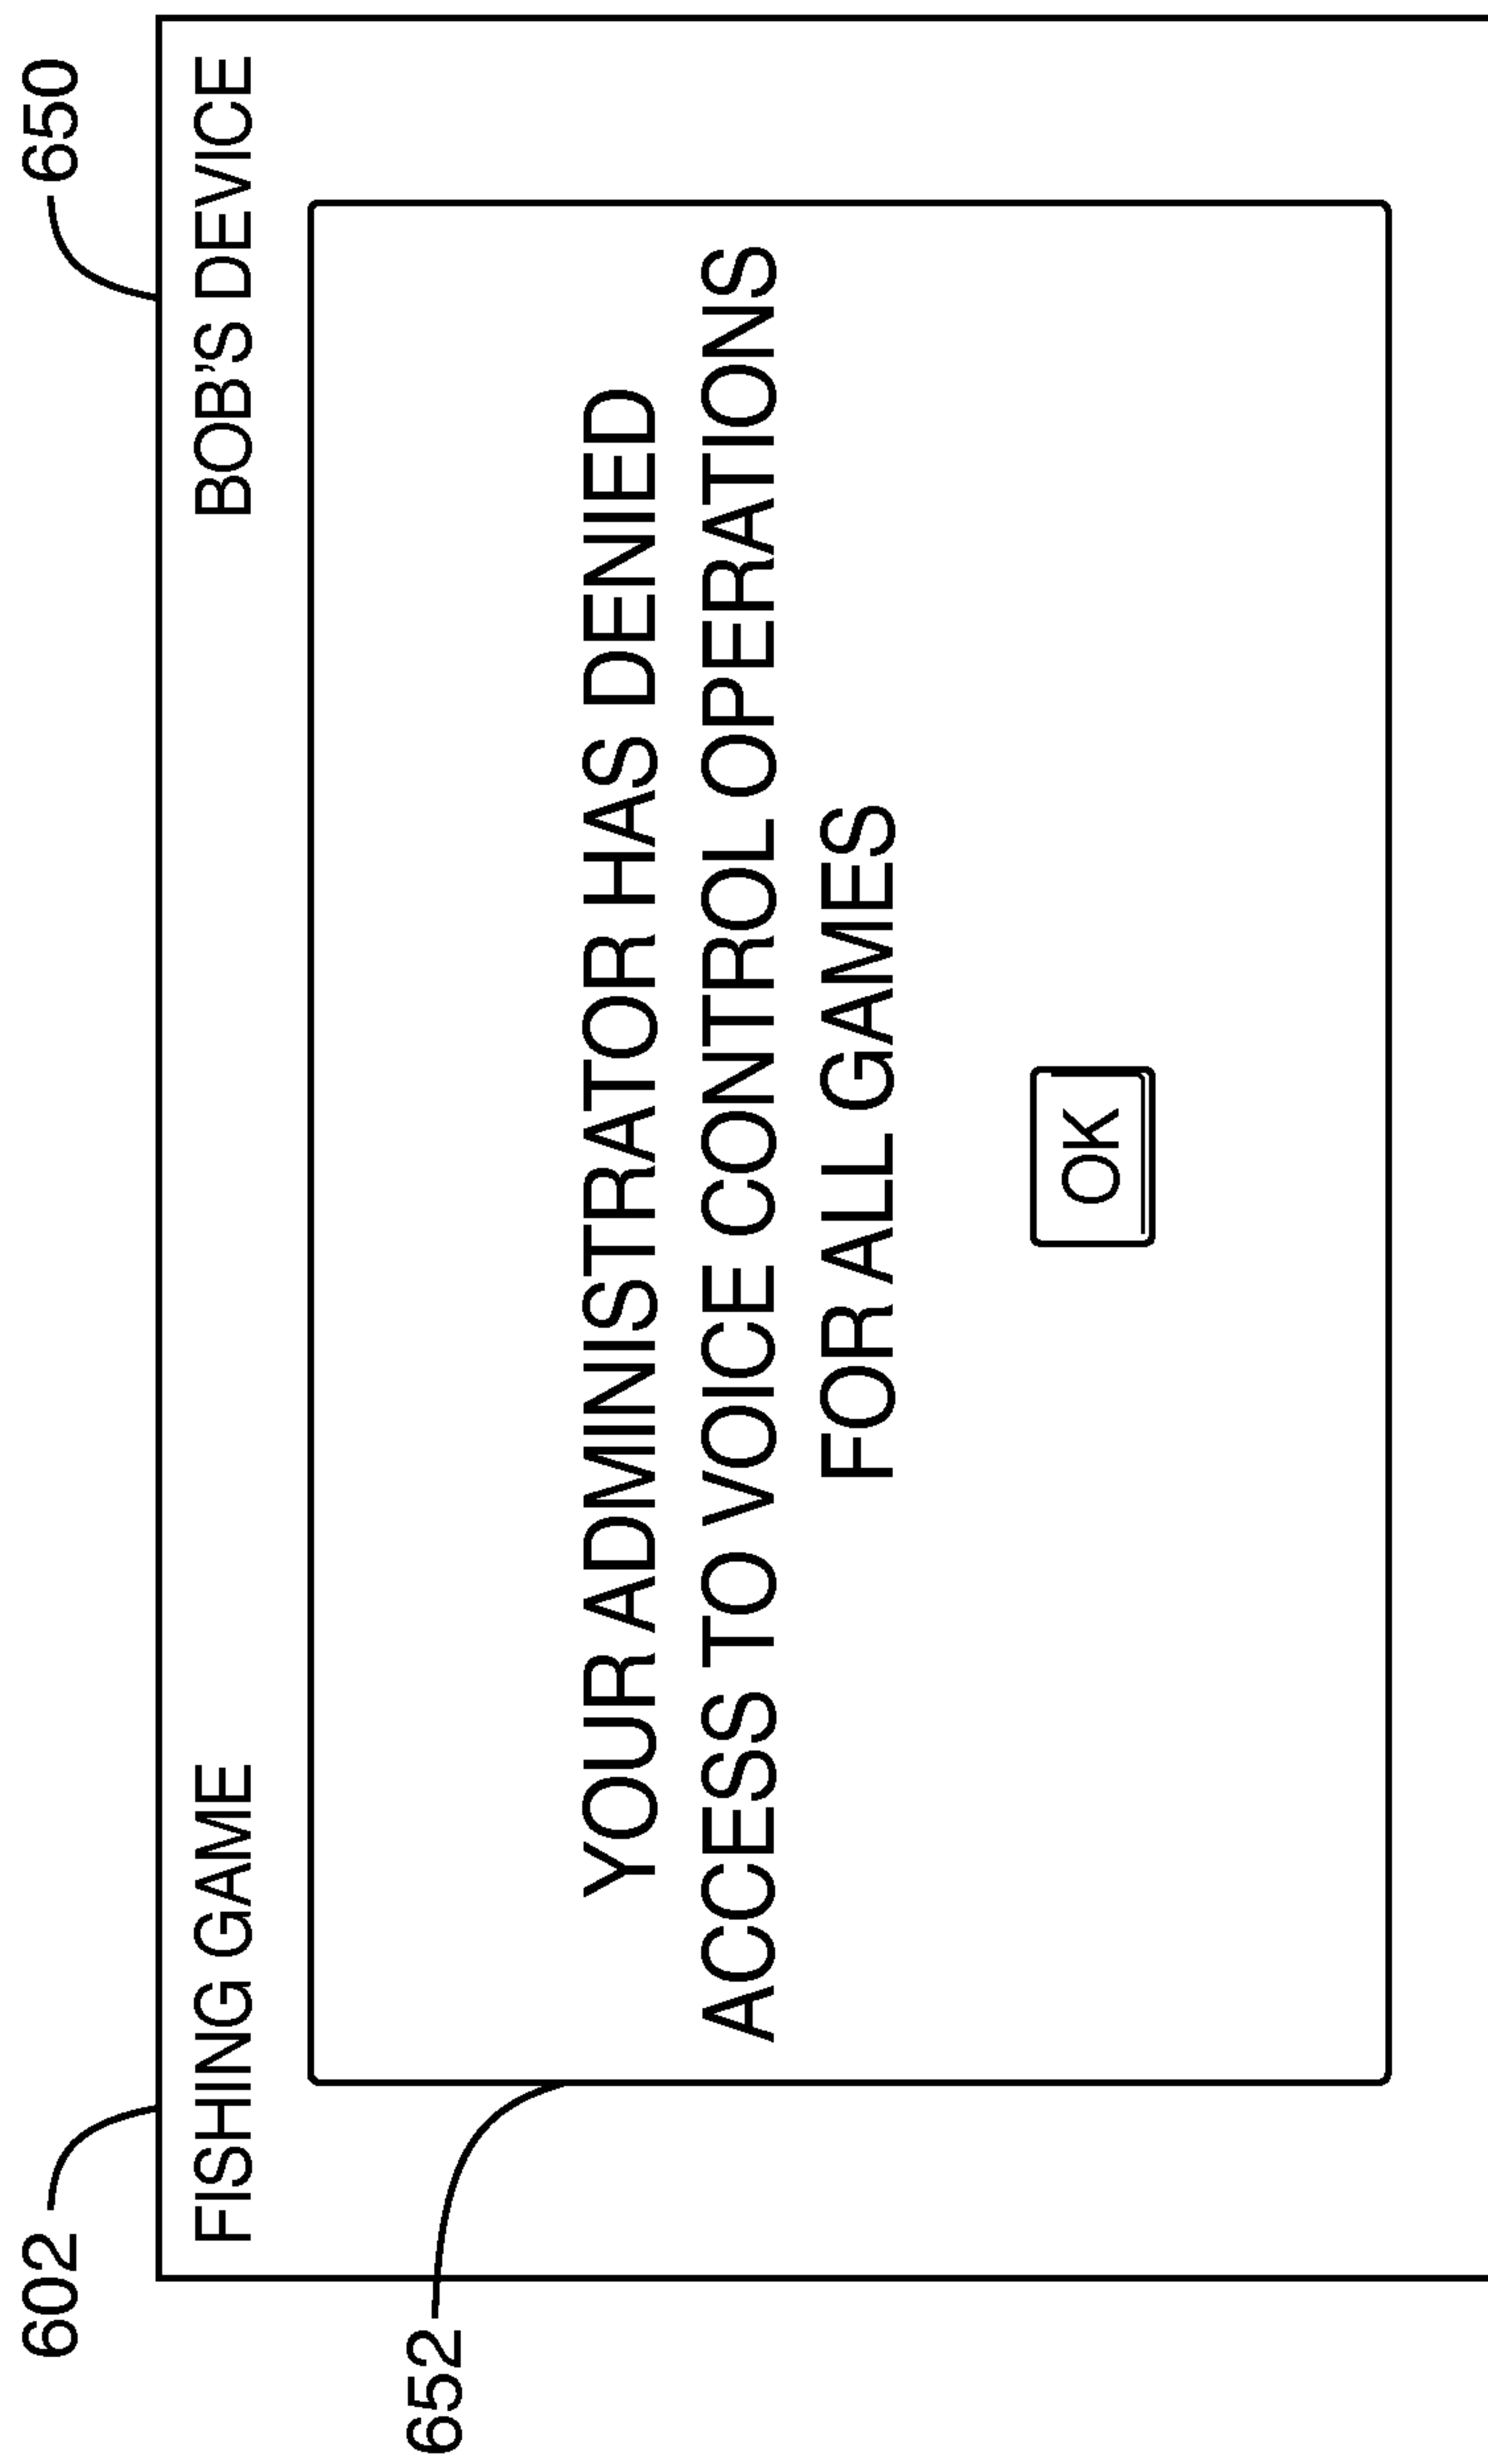 602
650
FISHING GAME
BOB'S DEVICE
652
YOUR ADMINISTRATOR HAS DENIED
ACCESS TO VOICE CONTROL OPERATIONS
FOR ALL GAMES
OK